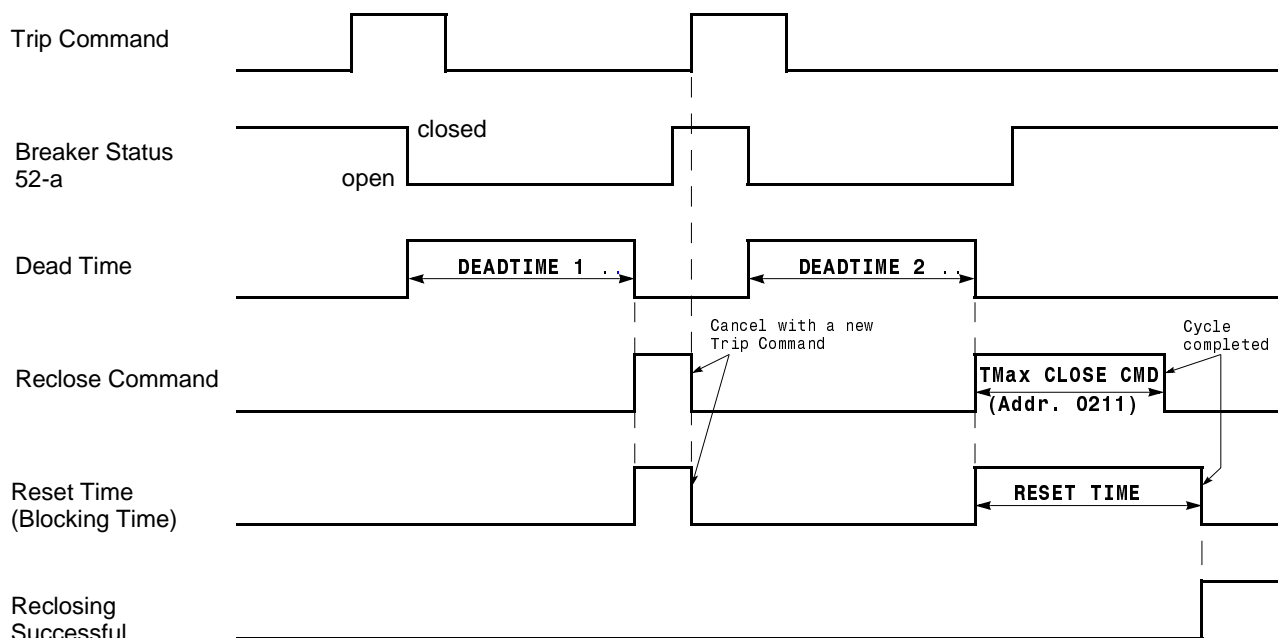 Trip Command
Breaker Status
52-a
closed
open
Dead Time
DEADTIME 1 ..
DEADTIME 2 ..
Cancel with a new
Trip Command
Cycle
completed
Reclose Command
TMax CLOSE CMD
(Addr. 0211)
Reset Time
(Blocking Time)
RESET TIME
Reclosing
Successful